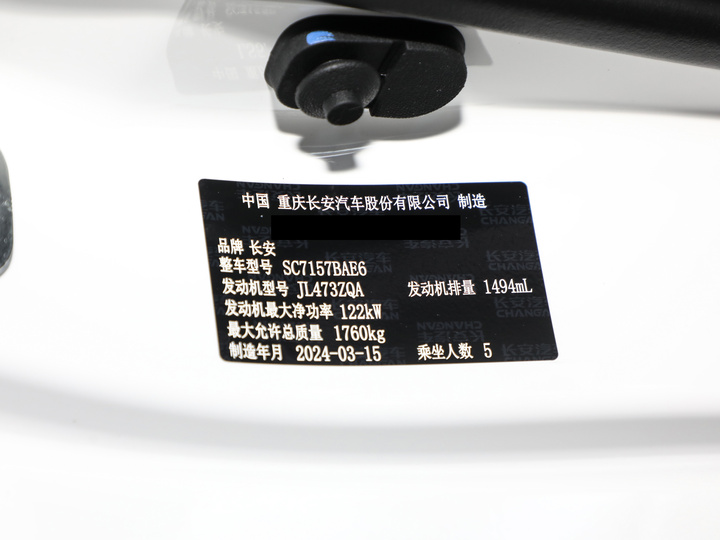 中国 重庆长安汽车股份有限公司 制造
品牌 长安
整车型号 SC7157BAE6
发动机型号 JL473ZQA 发动机排量 1494mL
发动机最大净功率 122kW
最大允许总质量 1760kg
制造年月 2024-03-15 乘坐人数 5